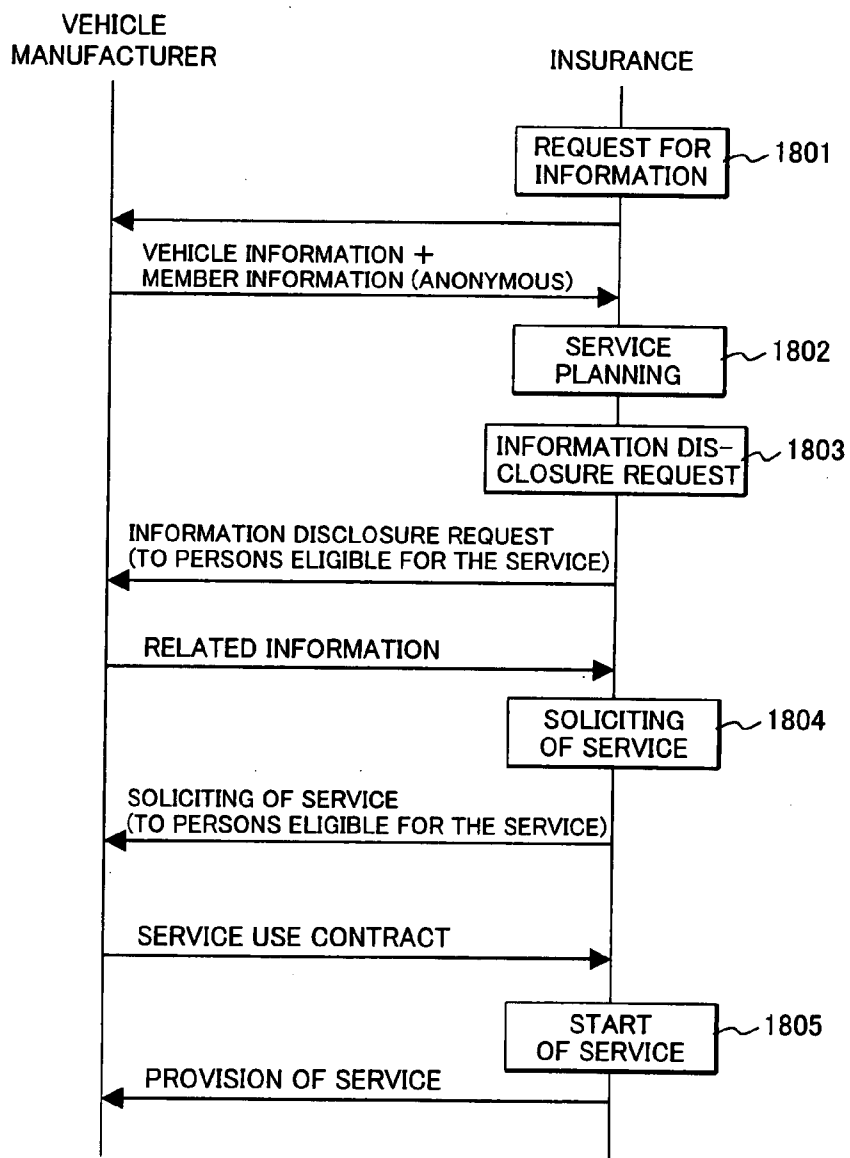 VEHICLE
MANUFACTURER
INSURANCE
REQUEST FOR
INFORMATION
1801
VEHICLE INFORMATION +
MEMBER INFORMATION (ANONYMOUS)
SERVICE
PLANNING
1802
INFORMATION DIS-
CLOSURE REQUEST
1803
INFORMATION DISCLOSURE REQUEST
(TO PERSONS ELIGIBLE FOR THE SERVICE)
RELATED INFORMATION
SOLICITING
OF SERVICE
1804
SOLICITING OF SERVICE
(TO PERSONS ELIGIBLE FOR THE SERVICE)
SERVICE USE CONTRACT
START
OF SERVICE
1805
PROVISION OF SERVICE